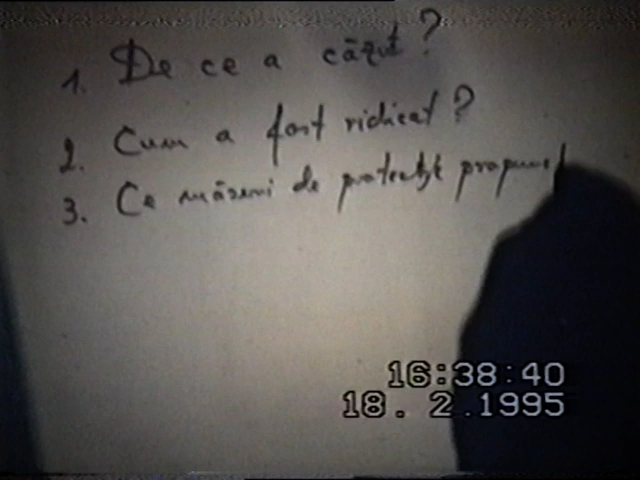 1. De ce a căzut?
2. Cum a fost ridicat?
3. Ce măsuri de protecție propuneț
16:38:40
18. 2.1995